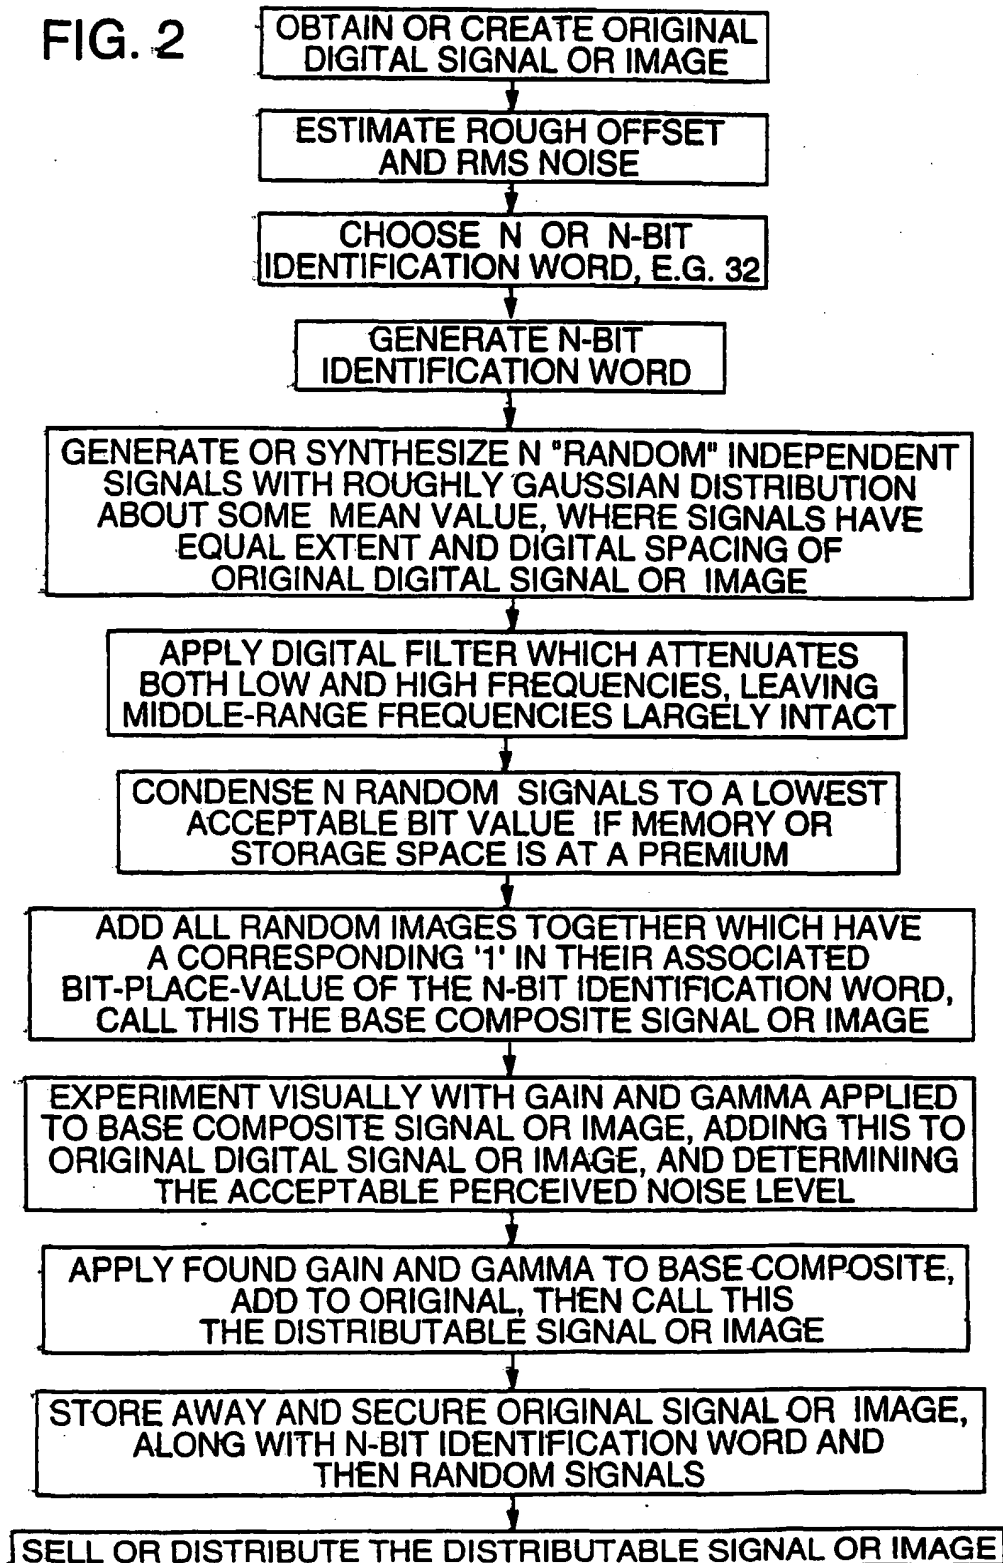 FIG. 2
OBTAIN OR CREATE ORIGINAL
DIGITAL SIGNAL OR IMAGE
ESTIMATE ROUGH OFFSET
AND RMS NOISE
CHOOSE N OR N-BIT
IDENTIFICATION WORD, E.G. 32
GENERATE N-BIT
IDENTIFICATION WORD
GENERATE OR SYNTHESIZE N "RANDOM" INDEPENDENT
SIGNALS WITH ROUGHLY GAUSSIAN DISTRIBUTION
ABOUT SOME MEAN VALUE, WHERE SIGNALS HAVE
EQUAL EXTENT AND DIGITAL SPACING OF
ORIGINAL DIGITAL SIGNAL OR IMAGE
APPLY DIGITAL FILTER WHICH ATTENUATES
BOTH LOW AND HIGH FREQUENCIES, LEAVING
MIDDLE-RANGE FREQUENCIES LARGELY INTACT
CONDENSE N RANDOM SIGNALS TO A LOWEST
ACCEPTABLE BIT VALUE IF MEMORY OR
STORAGE SPACE IS AT A PREMIUM
ADD ALL RANDOM IMAGES TOGETHER WHICH HAVE
A CORRESPONDING '1' IN THEIR ASSOCIATED
BIT-PLACE-VALUE OF THE N-BIT IDENTIFICATION WORD,
CALL THIS THE BASE COMPOSITE SIGNAL OR IMAGE
EXPERIMENT VISUALLY WITH GAIN AND GAMMA APPLIED
TO BASE COMPOSITE SIGNAL OR IMAGE, ADDING THIS TO
ORIGINAL DIGITAL SIGNAL OR IMAGE, AND DETERMINING
THE ACCEPTABLE PERCEIVED NOISE LEVEL
APPLY FOUND GAIN AND GAMMA TO BASE COMPOSITE,
ADD TO ORIGINAL, THEN CALL THIS
THE DISTRIBUTABLE SIGNAL OR IMAGE
STORE AWAY AND SECURE ORIGINAL SIGNAL OR IMAGE,
ALONG WITH N-BIT IDENTIFICATION WORD AND
THEN RANDOM SIGNALS
SELL OR DISTRIBUTE THE DISTRIBUTABLE SIGNAL OR IMAGE